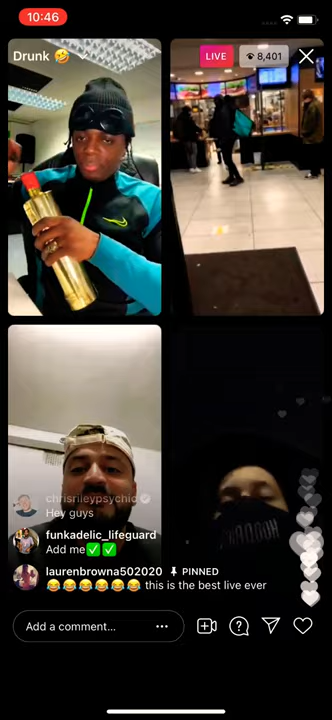 10:46
Drunk 🤣
LIVE
8,401
chrisrileypsychic
Hey guys
funkadelic_lifeguard
Add me✅✅
laurenbrowna502020 PINNED
😂😂😂😂😂😂 this is the best live ever
Add a comment...